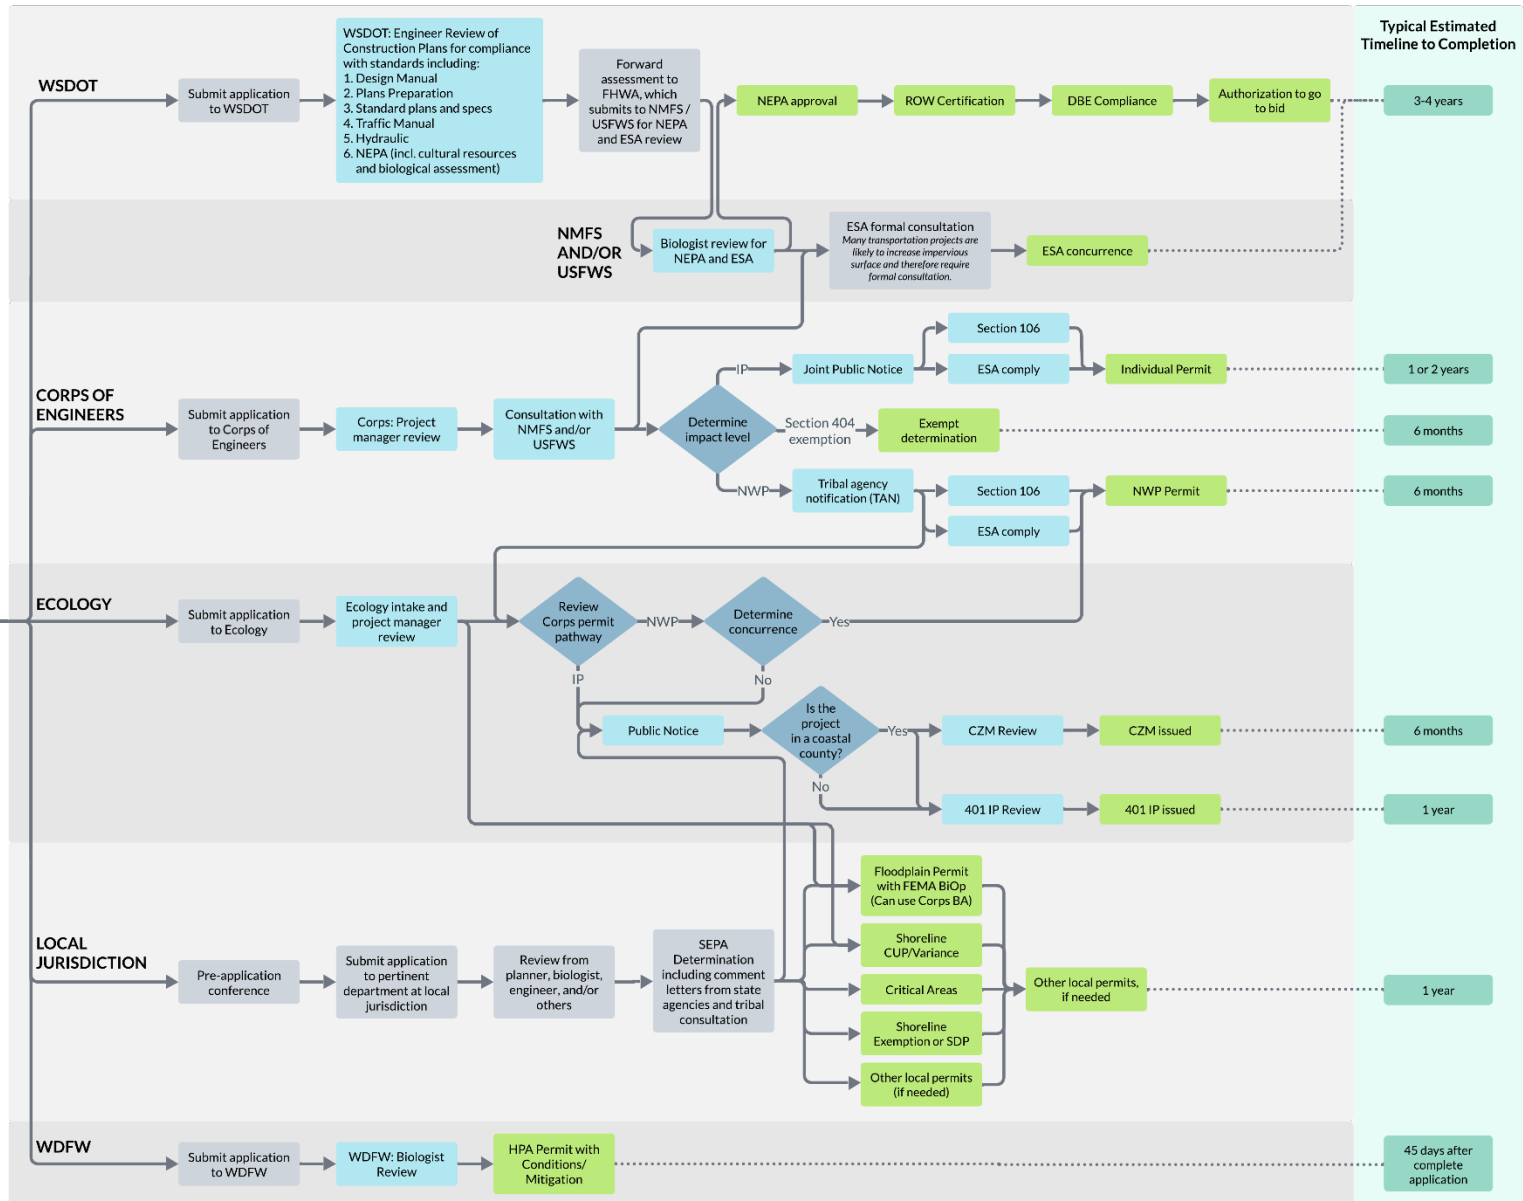 Typical Estimated
Timeline to Completion
WSDOT
Submit application
to WSDOT
WSDOT: Engineer Review of
Construction Plans for compliance
with standards including:
1. Design Manual
2. Plans Preparation
3. Standard plans and specs
4. Traffic Manual
5. Hydraulic
6. NEPA (incl. cultural resources
and biological assessment)
Forward
assessment to
FHWA, which
submits to NMFS /
USFWS for NEPA
and ESA review
NEPA approval
ROW Certification
DBE Compliance
Authorization to go
to bid
3-4 years
NMFS
AND/OR
USFWS
Biologist review for
NEPA and ESA
ESA formal consultation
Many transportation projects are
likely to increase impervious
surface and therefore require
formal consultation.
ESA concurrence
CORPS OF
ENGINEERS
Submit application
to Corps of
Engineers
Corps: Project
manager review
Consultation with
NMFS and/or
USFWS
Determine
impact level
IP
Joint Public Notice
Section 106
ESA comply
Individual Permit
1 or 2 years
Section 404
exemption
Exempt
determination
6 months
NWP
Tribal agency
notification (TAN)
Section 106
ESA comply
NWP Permit
6 months
ECOLOGY
Submit application
to Ecology
Ecology intake and
project manager
review
Review
Corps permit
pathway
NWP
Determine
concurrence
Yes
IP
No
Public Notice
Is the
project
in a coastal
county?
Yes
CZM Review
CZM issued
6 months
No
401 IP Review
401 IP issued
1 year
LOCAL
JURISDICTION
Pre-application
conference
Submit application
to pertinent
department at local
jurisdiction
Review from
planner, biologist,
engineer, and/or
others
SEPA
Determination
including comment
letters from state
agencies and tribal
consultation
Floodplain Permit
with FEMA BiOp
(Can use Corps BA)
Shoreline
CUP/Variance
Critical Areas
Shoreline
Exemption or SDP
Other local permits
(if needed)
Other local permits,
if needed
1 year
WDFW
Submit application
to WDFW
WDFW: Biologist
Review
HPA Permit with
Conditions/
Mitigation
45 days after
complete
application